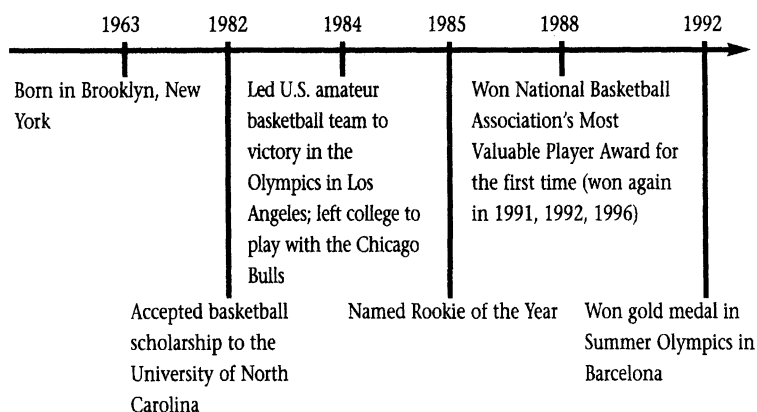 1963 1982 1984 1985 1988 1992
Born in Brooklyn, New
York
Led U.S. amateur
basketball team to
victory in the
Olympics in Los
Angeles; left college to
play with the Chicago
Bulls
Won National Basketball
Association's Most
Valuable Player Award for
the first time (won again
in 1991, 1992, 1996)
Accepted basketball
scholarship to the
University of North
Carolina
Named Rookie of the Year
Won gold medal in
Summer Olympics in
Barcelona